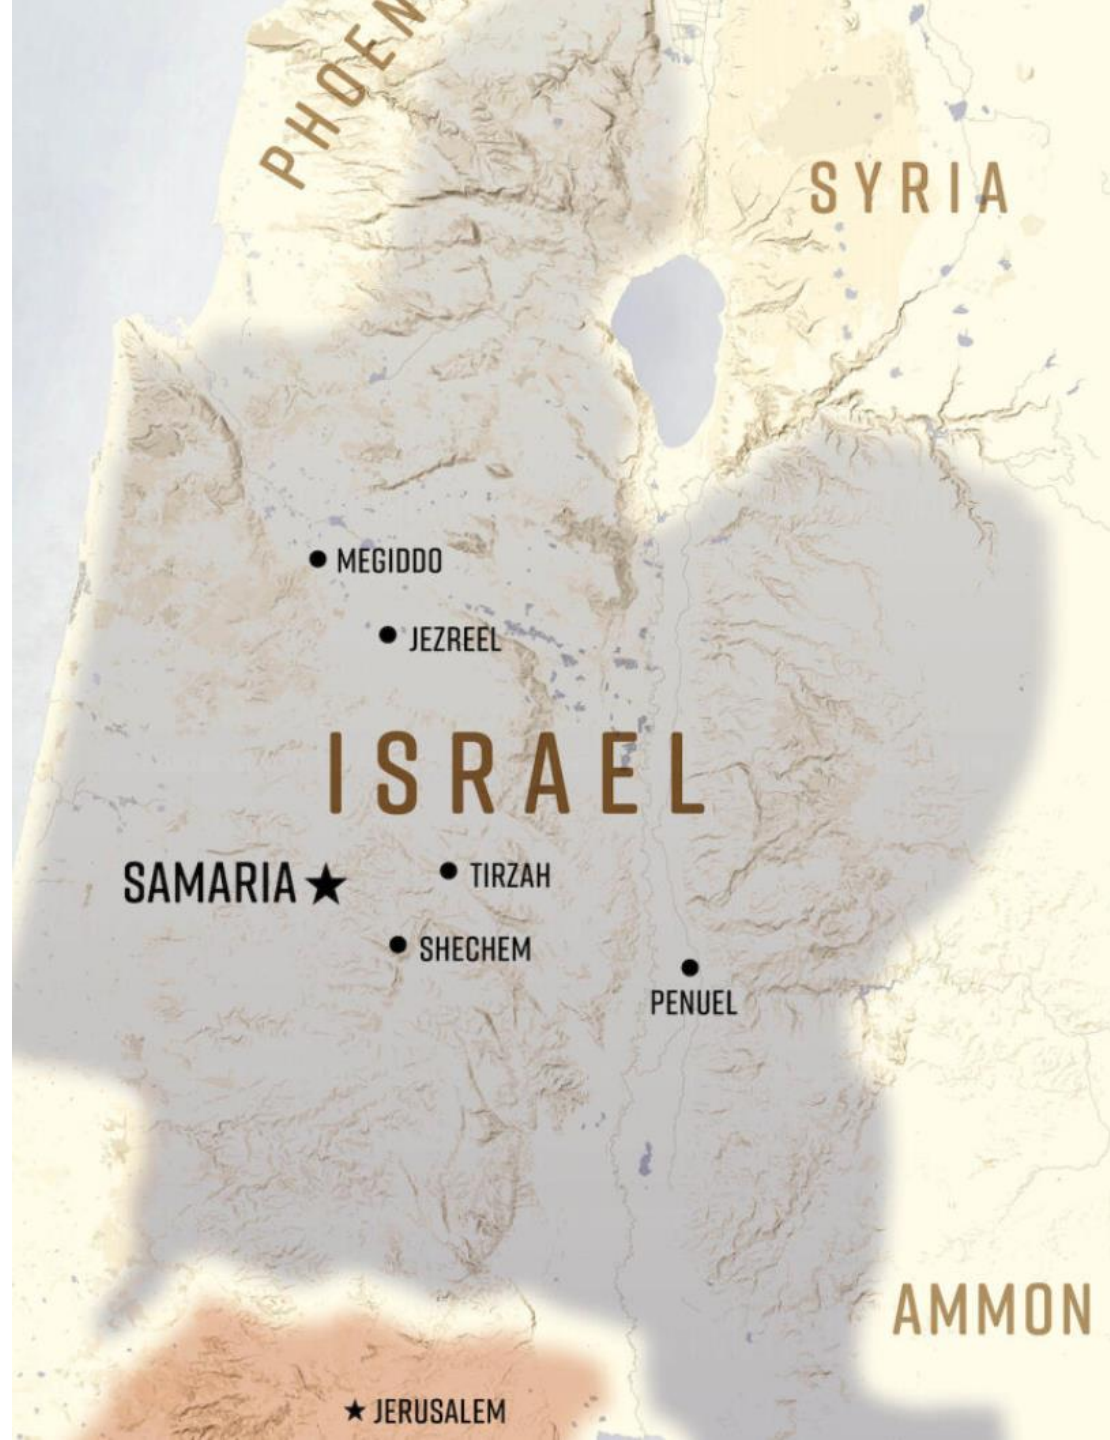 PHOEN
SYRIA
MEGIDDO
JEZREEL
ISRAEL
SAMARIA
TIRZAH
SHECHEM
PENUEL
AMMON
JERUSALEM